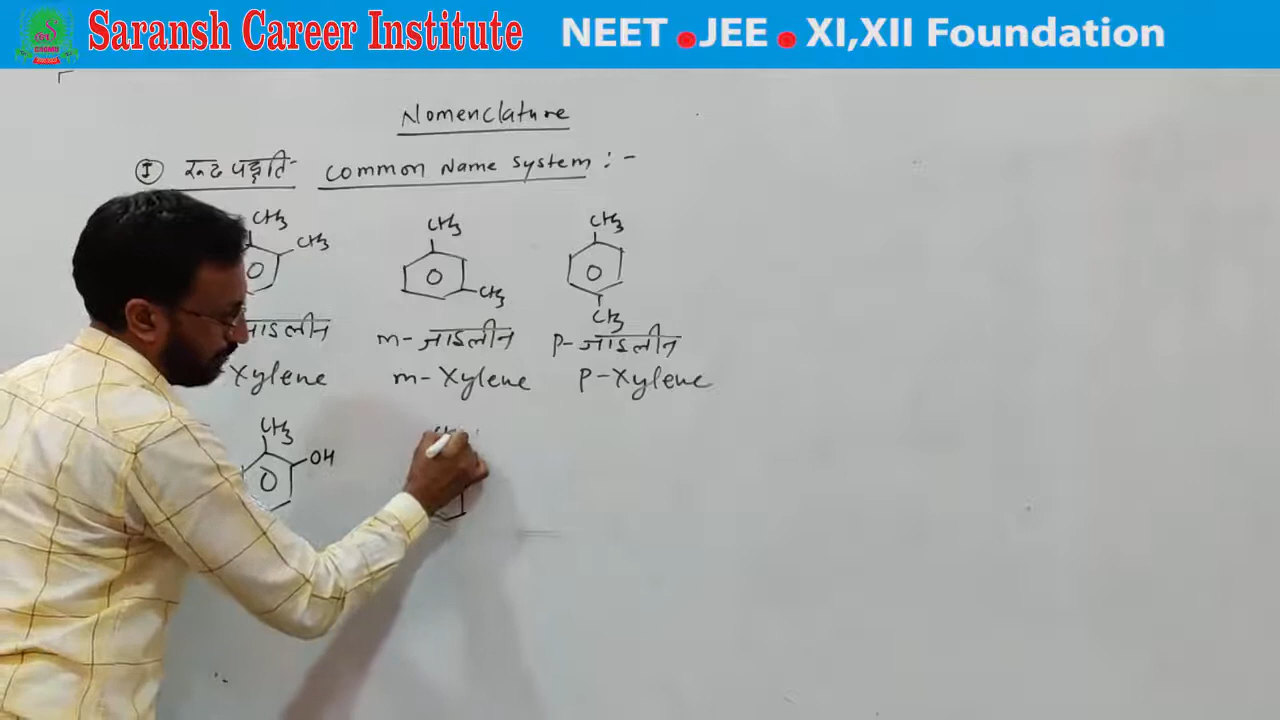 Saransh Career Institute NEET . JEE . XI,XII Foundation
Nomenclature
I रूढ पद्धति- Common Name System :-
CH3 CH3 CH3
CH3 CH3 CH3
जाइलीन m-जाइलीन p-जाइलीन
Xylene m-Xylene p-Xylene
CH3
OH